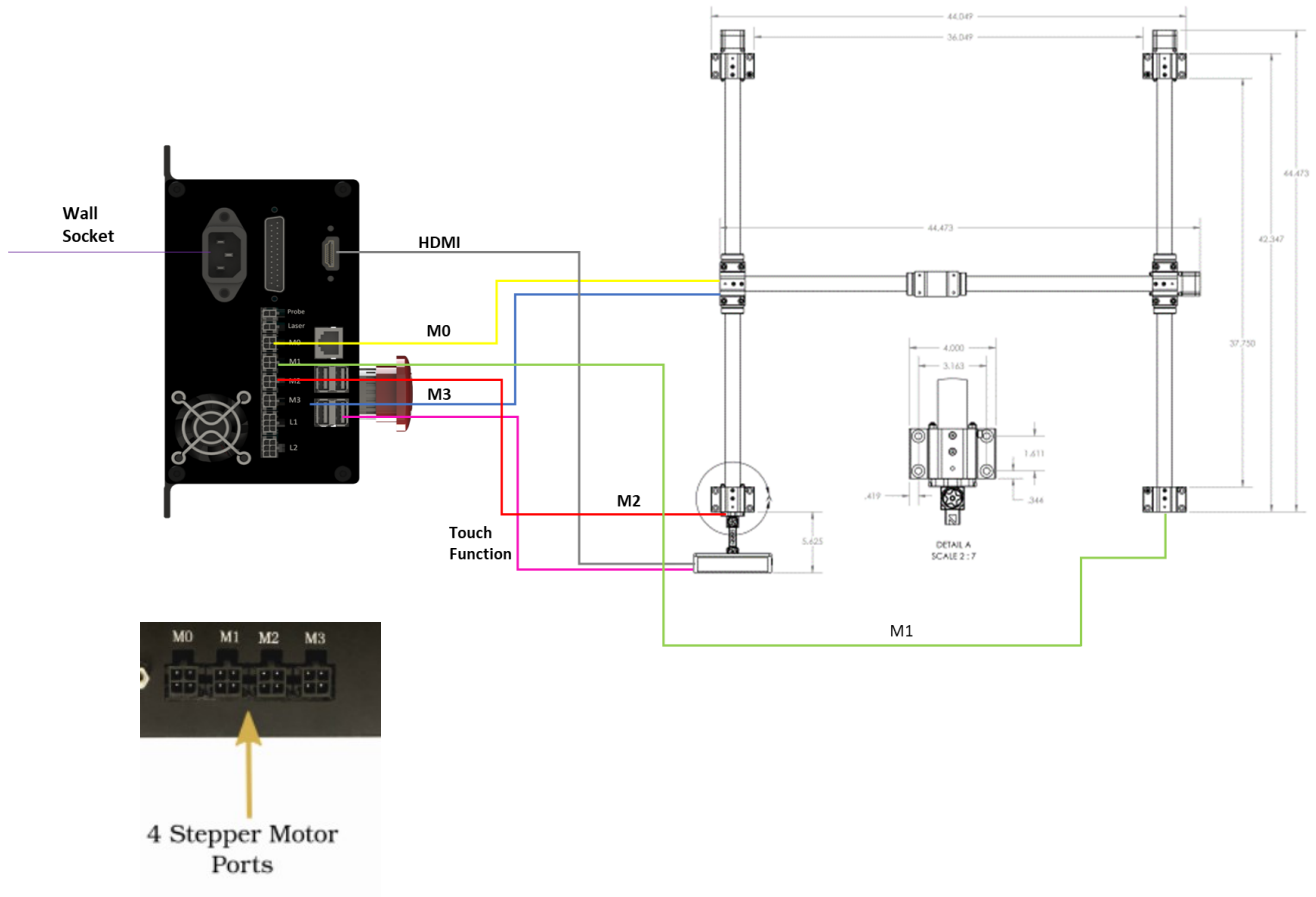 44.049
36.049
Wall
Socket
HDMI
44.473
44.473
42.347
Probe
Laser
M0
M0
M1
M2
M3
M3
L1
L2
37.750
4.000
3.163
1.611
.419
.344
M2
A
Touch
Function
5.625
DETAIL A
SCALE 2 : 7
M1
M0 M1 M2 M3
4 Stepper Motor
Ports